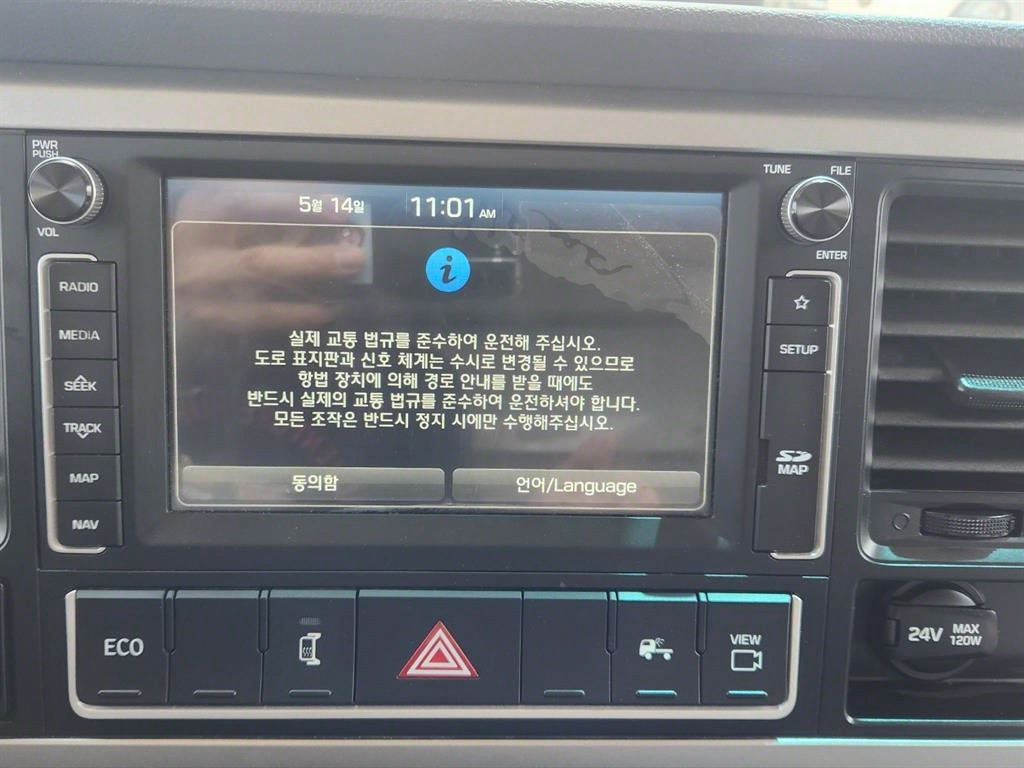 PWR
PUSH
VOL
TUNE
FILE
ENTER
5월 14일 11:01 AM
i
실제 교통 법규를 준수하여 운전해 주십시오.
도로 표지판과 신호 체계는 수시로 변경될 수 있으므로
항법 장치에 의해 경로 안내를 받을 때에도
반드시 실제의 교통 법규를 준수하여 운전하셔야 합니다.
모든 조작은 반드시 정지 시에만 수행해주십시오.
동의함
언어/Language
RADIO
MEDIA
SEEK
TRACK
MAP
NAV
SETUP
SD
MAP
ECO
VIEW
24V MAX
120W